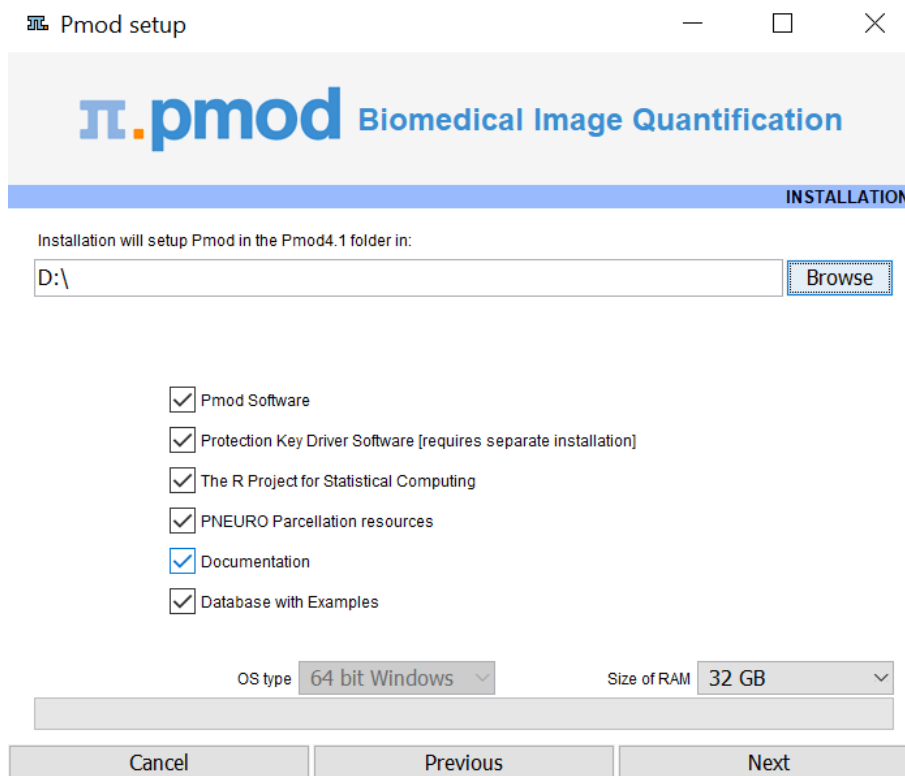 Pmod setup
π.pmod Biomedical Image Quantification
INSTALLATION
Installation will setup Pmod in the Pmod4.1 folder in:
D:\ Browse
Pmod Software
Protection Key Driver Software [requires separate installation]
The R Project for Statistical Computing
PNEURO Parcellation resources
Documentation
Database with Examples
OS type 64 bit Windows Size of RAM 32 GB
Cancel Previous Next